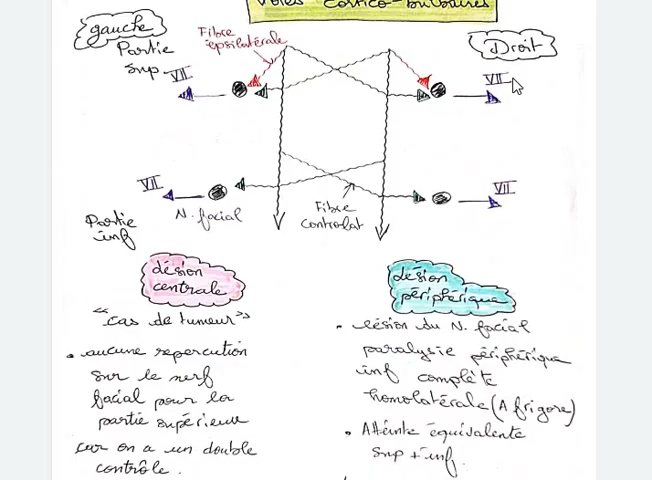 Voies cortico-bulbaires
gauche
Partie
sup
Fibre
ipsilatérale
Droit
VII
VII
VII
VII
N. facial
Partie
inf
Fibre
controlat
lésion
centrale
"cas de tumeur"
• aucune repercution
sur le nerf
facial pour la
partie supérieure
car on a un double
contrôle.
lésion
périphérique
• lésion du N. facial
paralysie périphérique
inf complète
homolatérale (A frigore)
• Atteinte équivalente
sup + inf.